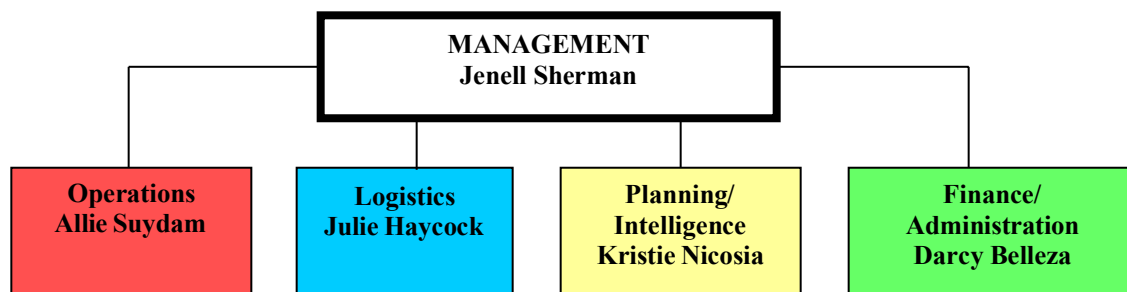 MANAGEMENT
Jenell Sherman
Operations
Allie Suydam
Logistics
Julie Haycock
Planning/
Intelligence
Kristie Nicosia
Finance/
Administration
Darcy Belleza